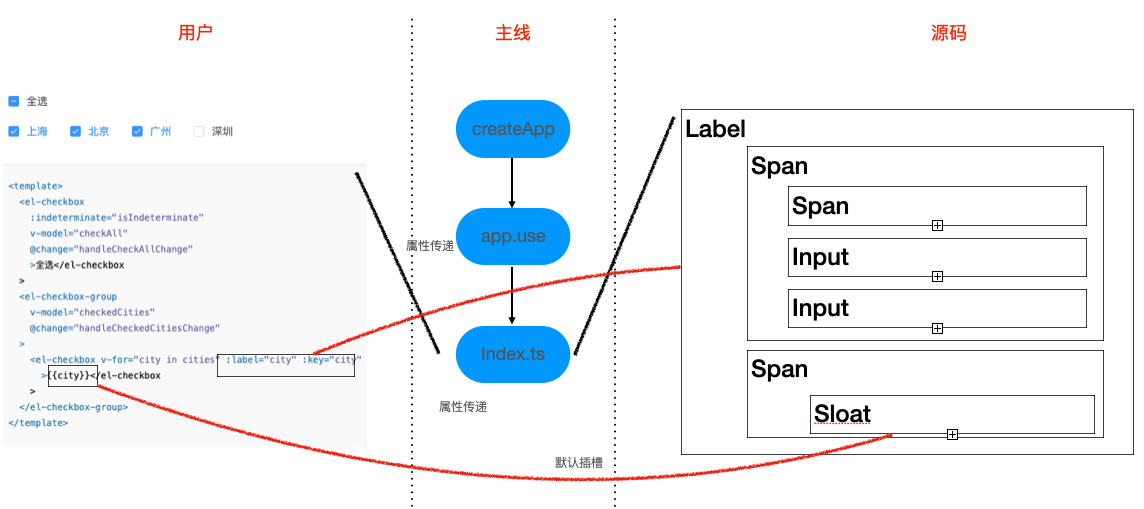 用户
主线
源码
全选
上海 北京 广州 深圳
<template>
<el-checkbox
:indeterminate="isIndeterminate"
v-model="checkAll"
@change="handleCheckAllChange"
>全选</el-checkbox
>
<el-checkbox-group
v-model="checkedCities"
@change="handleCheckedCitiesChange"
>
<el-checkbox v-for="city in cities" :label="city" :key="city"
>{{city}}</el-checkbox
>
</el-checkbox-group>
</template>
createApp
属性传递
app.use
Index.ts
属性传递
默认插槽
Label
Span
Span
Input
Input
Span
Sloat